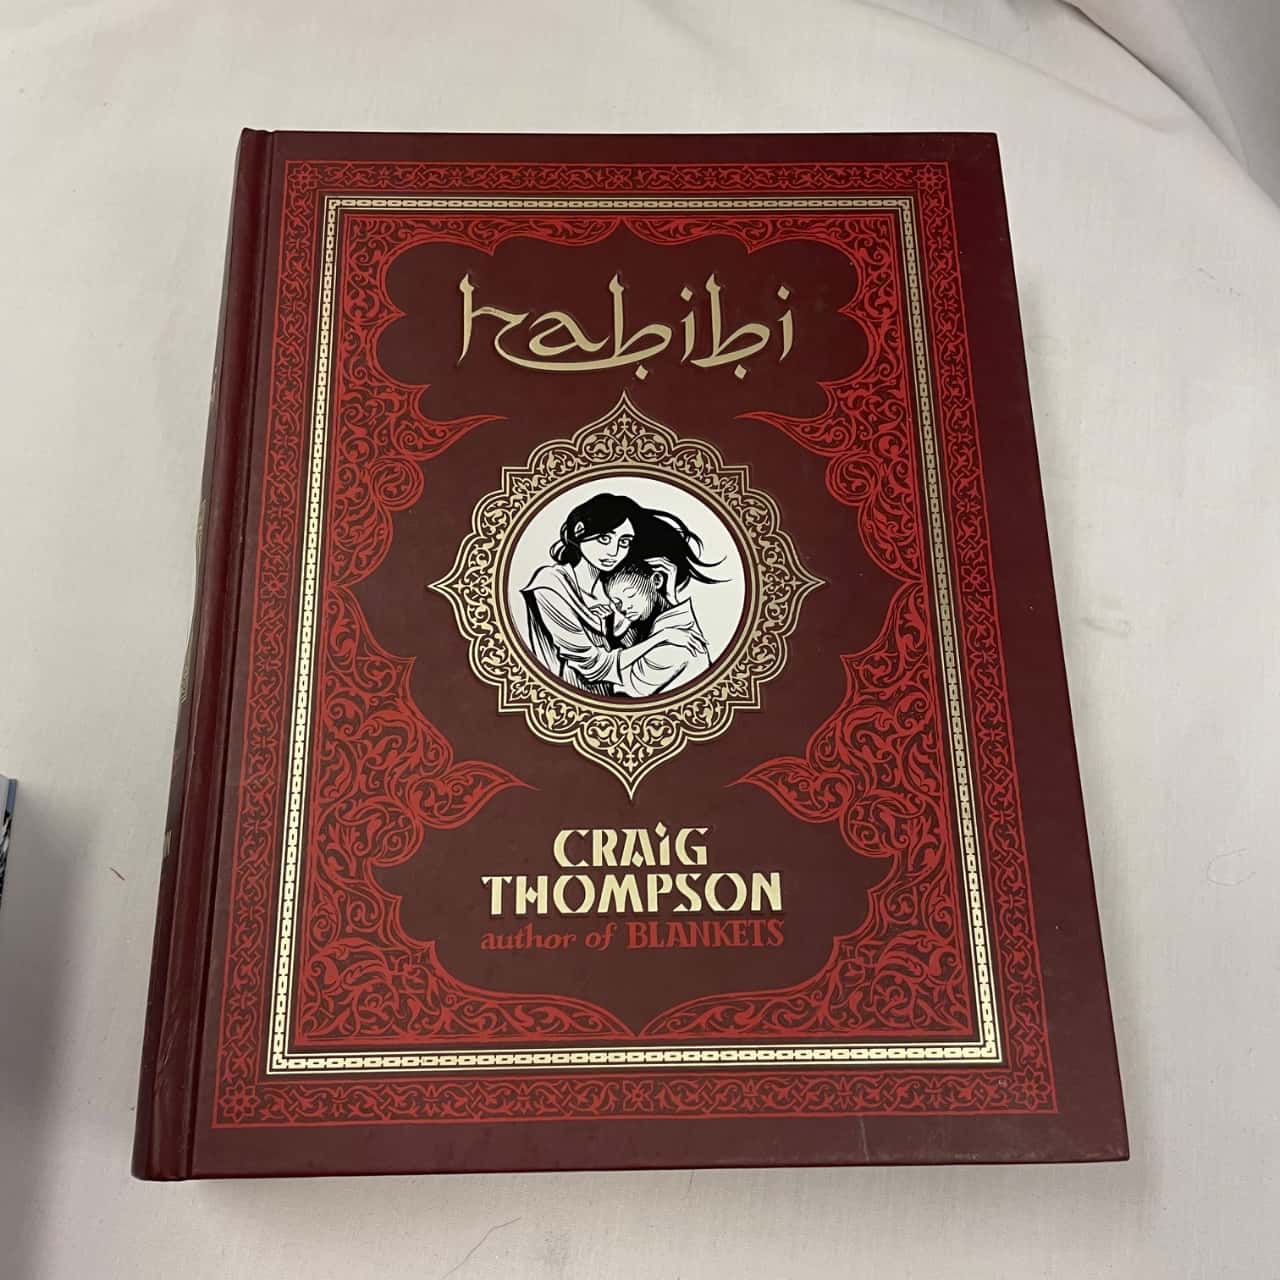 habibi
CRAiG
THOMPSON
author of BLANKETS